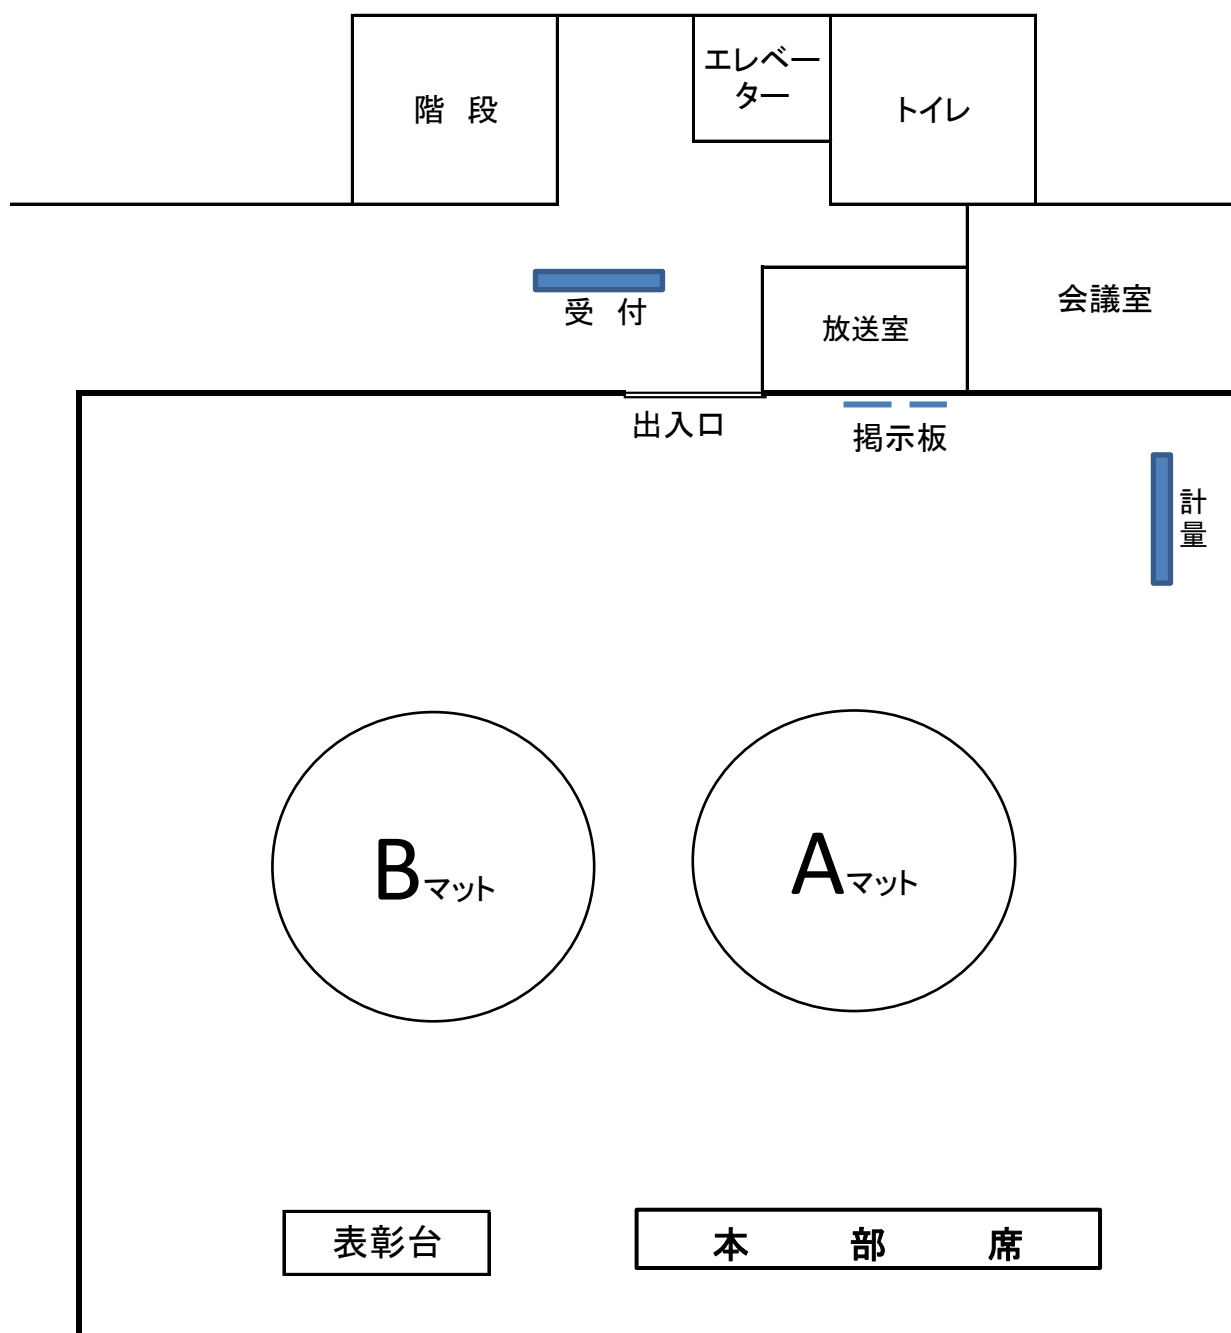 エレベー
ター
階 段
トイレ
会議室
受 付
放送室
出入口
掲示板
計
量
Bマット
Aマット
表彰台
本 部 席